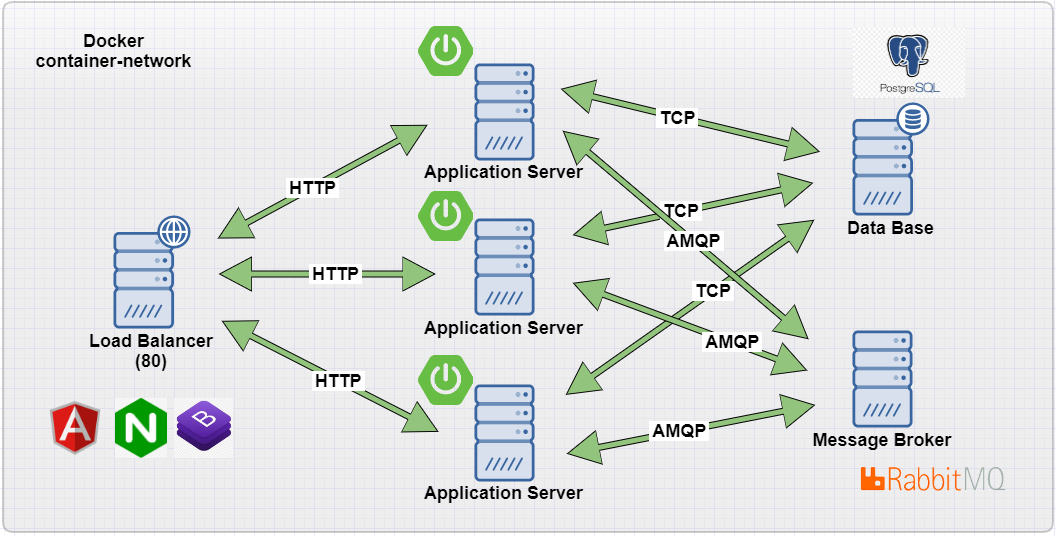 Docker
container-network
PostgreSQL
TCP
Application Server
HTTP
TCP
AMQP
Data Base
HTTP
TCP
Application Server
Load Balancer
(80)
AMQP
HTTP
A
N
B
AMQP
Message Broker
RabbitMQ
Application Server